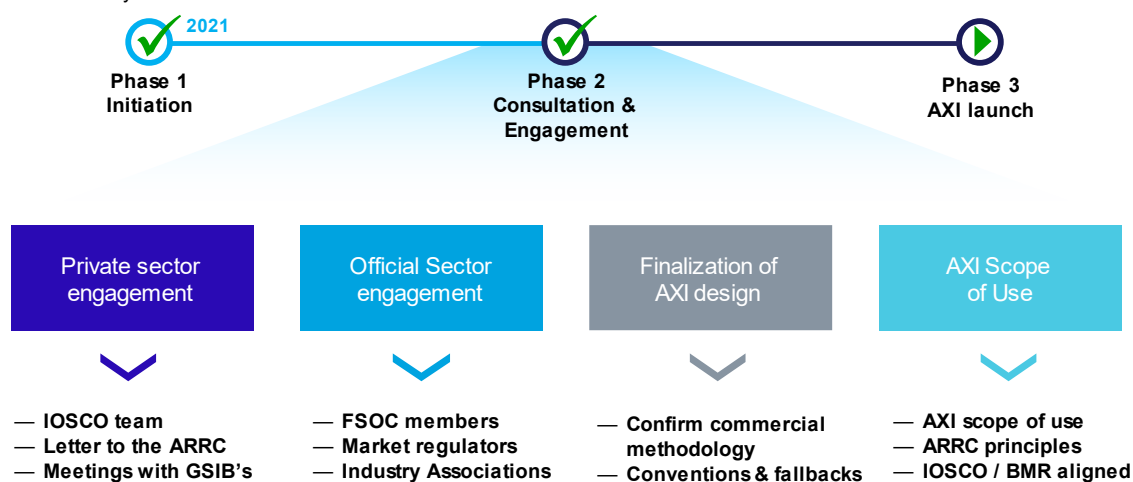 2021
Phase 1
Initiation
Phase 2
Consultation &
Engagement
Phase 3
AXI launch
Private sector
engagement
Official Sector
engagement
Finalization of
AXI design
AXI Scope
of Use
— IOSCO team
— Letter to the ARRC
— Meetings with GSIB's
— FSOC members
— Market regulators
— Industry Associations
— Confirm commercial
methodology
— Conventions & fallbacks
— AXI scope of use
— ARRC principles
— IOSCO / BMR aligned